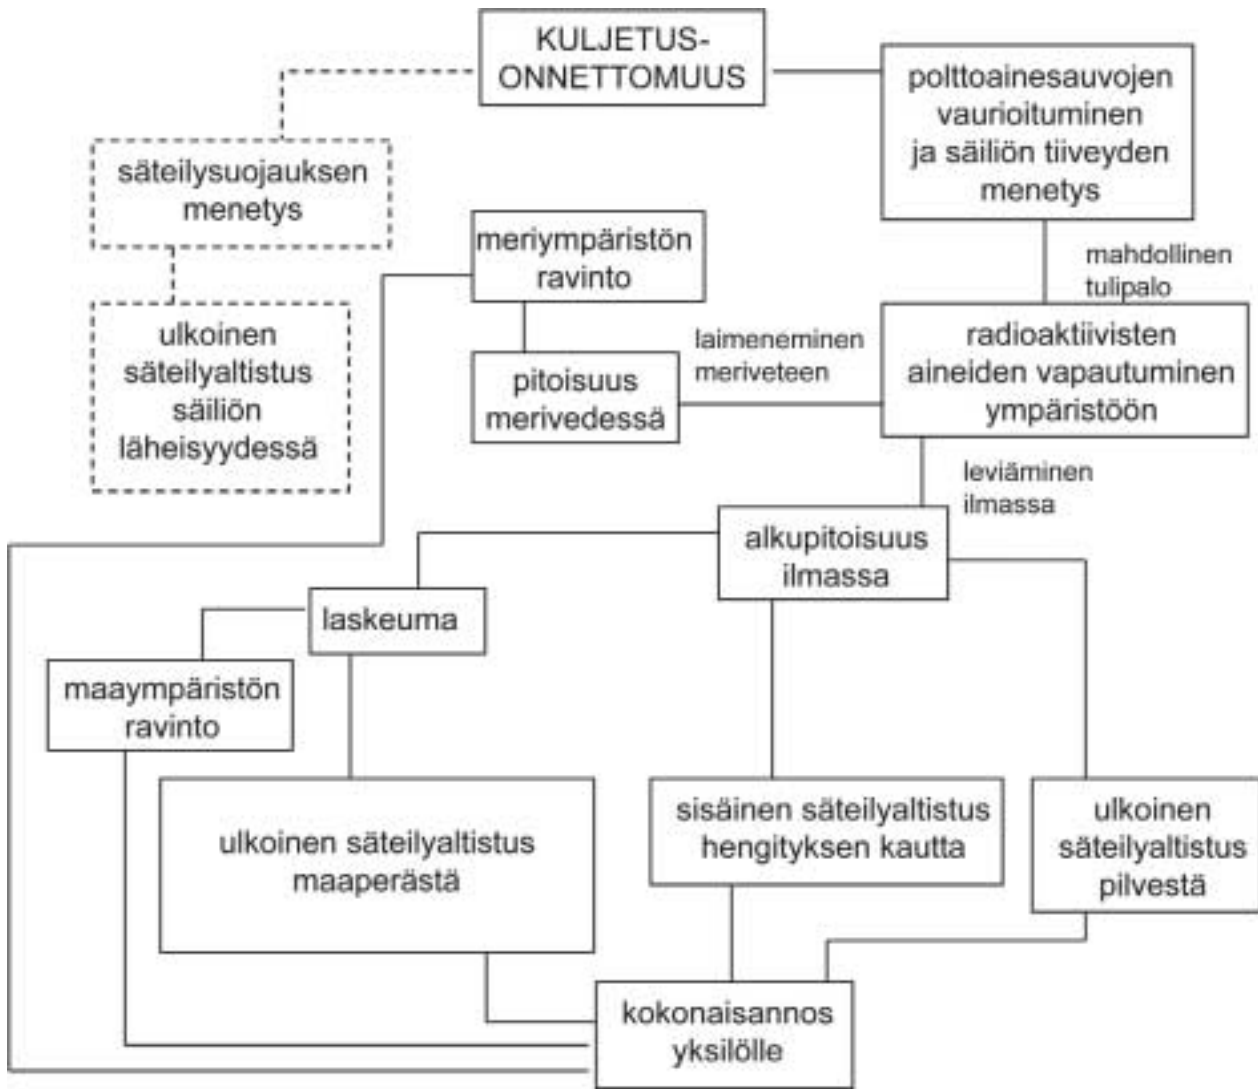 KULJETUS-
ONNETTOMUUS
polttoainesauvojen
vaurioituminen
ja säiliön tiiveyden
menetys
säteilysuojauksen
menetys
meriympäristön
ravinto
mahdollinen
tulipalo
ulkoinen
säteilyaltistus
säiliön
läheisyydessä
laimeneminen
meriveteen
pitoisuus
merivedessä
radioaktiivisten
aineiden vapautuminen
ympäristöön
leviäminen
ilmassa
alkupitoisuus
ilmassa
laskeuma
maaympäristön
ravinto
ulkoinen säteilyaltistus
maaperästä
sisäinen säteilyaltistus
hengityksen kautta
ulkoinen
säteilyaltistus
pilvestä
kokonaisannos
yksilölle